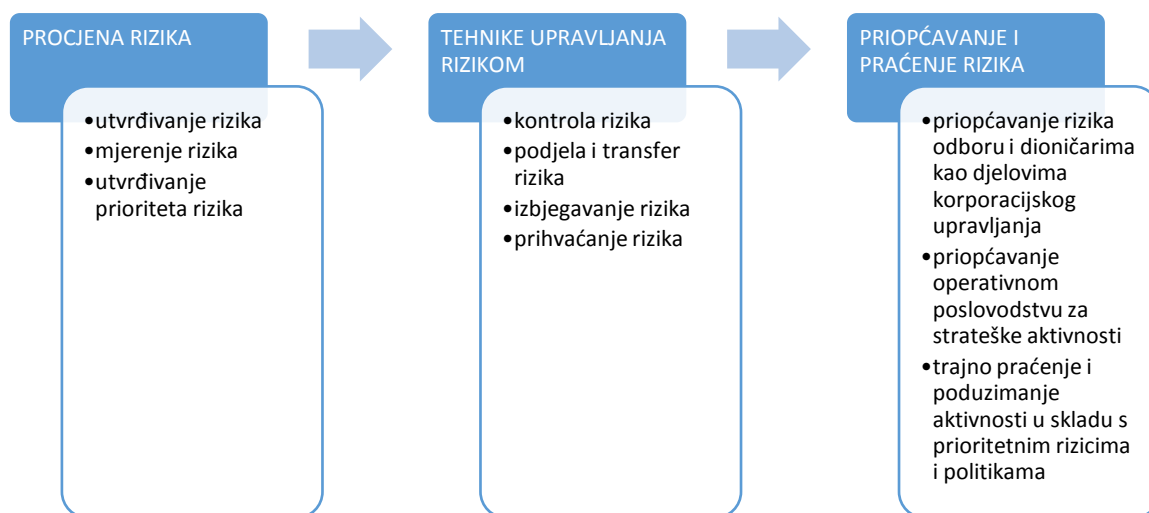 PROCJENA RIZIKA
•utvrđivanje rizika
•mjerenje rizika
•utvrđivanje
prioriteta rizika
TEHNIKE UPRAVLJANJA
RIZIKOM
•kontrola rizika
•podjela i transfer
rizika
•izbjegavanje rizika
•prihvaćanje rizika
PRIOPĆAVANJE I
PRAĆENJE RIZIKA
•priopćavanje rizika
odboru i dioničarima
kao djelovima
korporacijskog
upravljanja
•priopćavanje
operativnom
poslovodstvu za
strateške aktivnosti
•trajno praćenje i
poduzimanje
aktivnosti u skladu s
prioritetnim rizicima
i politikama